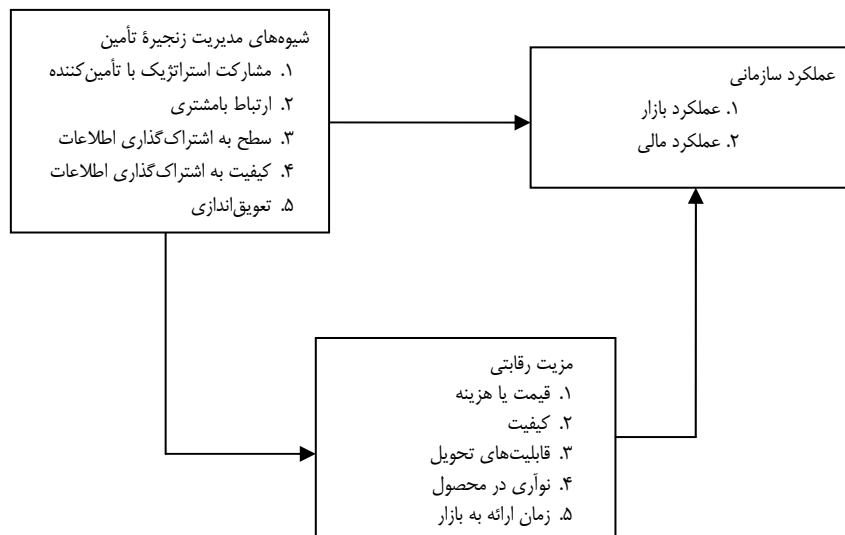 شیوه‌های مدیریت زنجیرهٔ تأمین
۱. مشارکت استراتژیک با تأمین‌کننده
۲. ارتباط بامشتری
۳. سطح به اشتراک‌گذاری اطلاعات
۴. کیفیت به اشتراک‌گذاری اطلاعات
۵. تعویق‌اندازی
عملکرد سازمانی
۱. عملکرد بازار
۲. عملکرد مالی
مزیت رقابتی
۱. قیمت یا هزینه
۲. کیفیت
۳. قابلیت‌های تحویل
۴. نوآری در محصول
۵. زمان ارائه به بازار